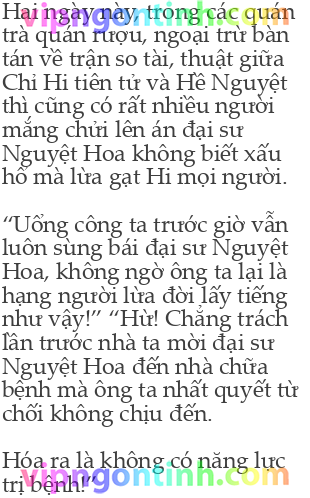 Hai ngày này, trong các quán
trà quán rượu, ngoại trừ bàn
tán về trận so tài, thuật giữa
Chỉ Hi tiên tử và Hề Nguyệt
thì cũng có rất nhiều người
mắng chửi lên án đại sư
Nguyệt Hoa không biết xấu
hổ mà lừa gạt Hi mọi người.
“Uổng công ta trước giờ vẫn
luôn sùng bái đại sư Nguyệt
Hoa, không ngờ ông ta lại là
hạng người lừa đời lấy tiếng
như vậy!” “Hừ! Chẳng trách
lần trước nhà ta mời đại sư
Nguyệt Hoa đến nhà chữa
bệnh mà ông ta nhất quyết từ
chối không chịu đến.
Hóa ra là không có năng lực
trị bệnh!”
vipngontinh.com
vipngontinh.com